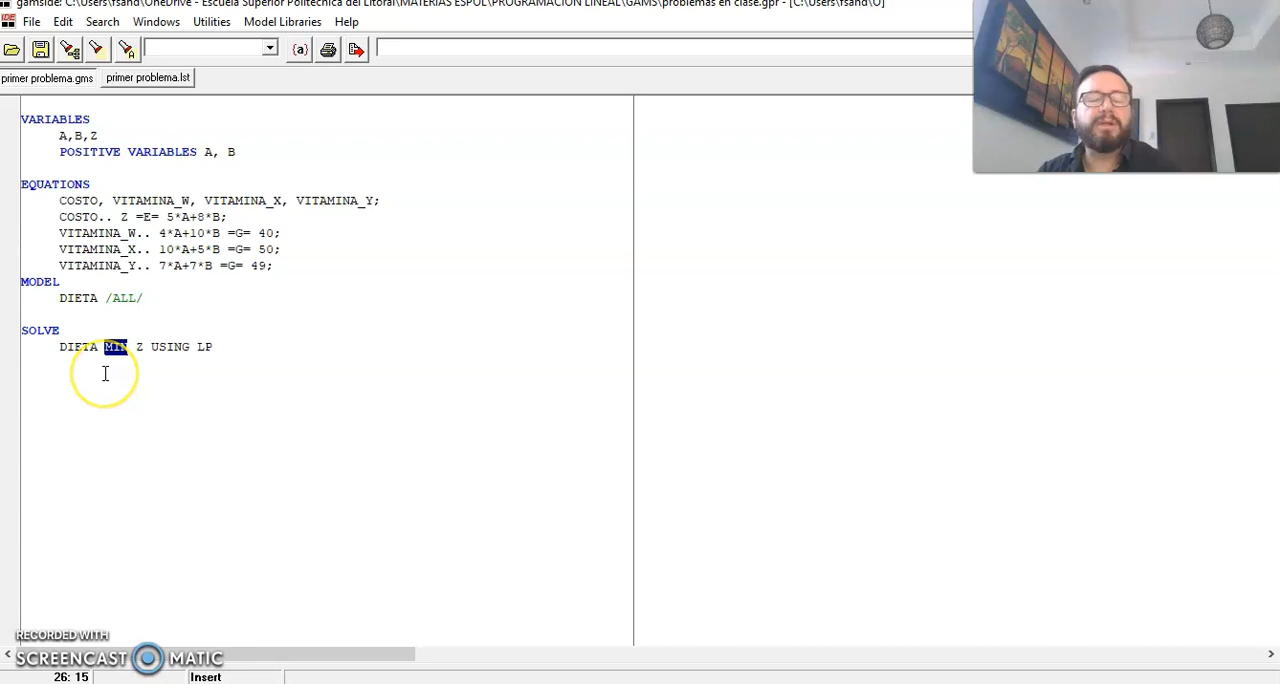 gamside: C:\Users\fsand\OneDrive - Escuela Superior Politecnica del Litoral\MATERIAS ESPOL\PROGRAMACION LINEAL\GAMS\problemas en clase.gpr - [C:\Users\fsand\O]
IDE File Edit Search Windows Utilities Model Libraries Help
{a}
primer problema.gms primer problema.lst
VARIABLES
A,B,Z
POSITIVE VARIABLES A, B
EQUATIONS
COSTO, VITAMINA_W, VITAMINA_X, VITAMINA_Y;
COSTO.. Z =E= 5*A+8*B;
VITAMINA_W.. 4*A+10*B =G= 40;
VITAMINA_X.. 10*A+5*B =G= 50;
VITAMINA_Y.. 7*A+7*B =G= 49;
MODEL
DIETA /ALL/
SOLVE
DIETA MIN Z USING LP
RECORDED WITH
SCREENCAST MATIC
26: 15 Insert